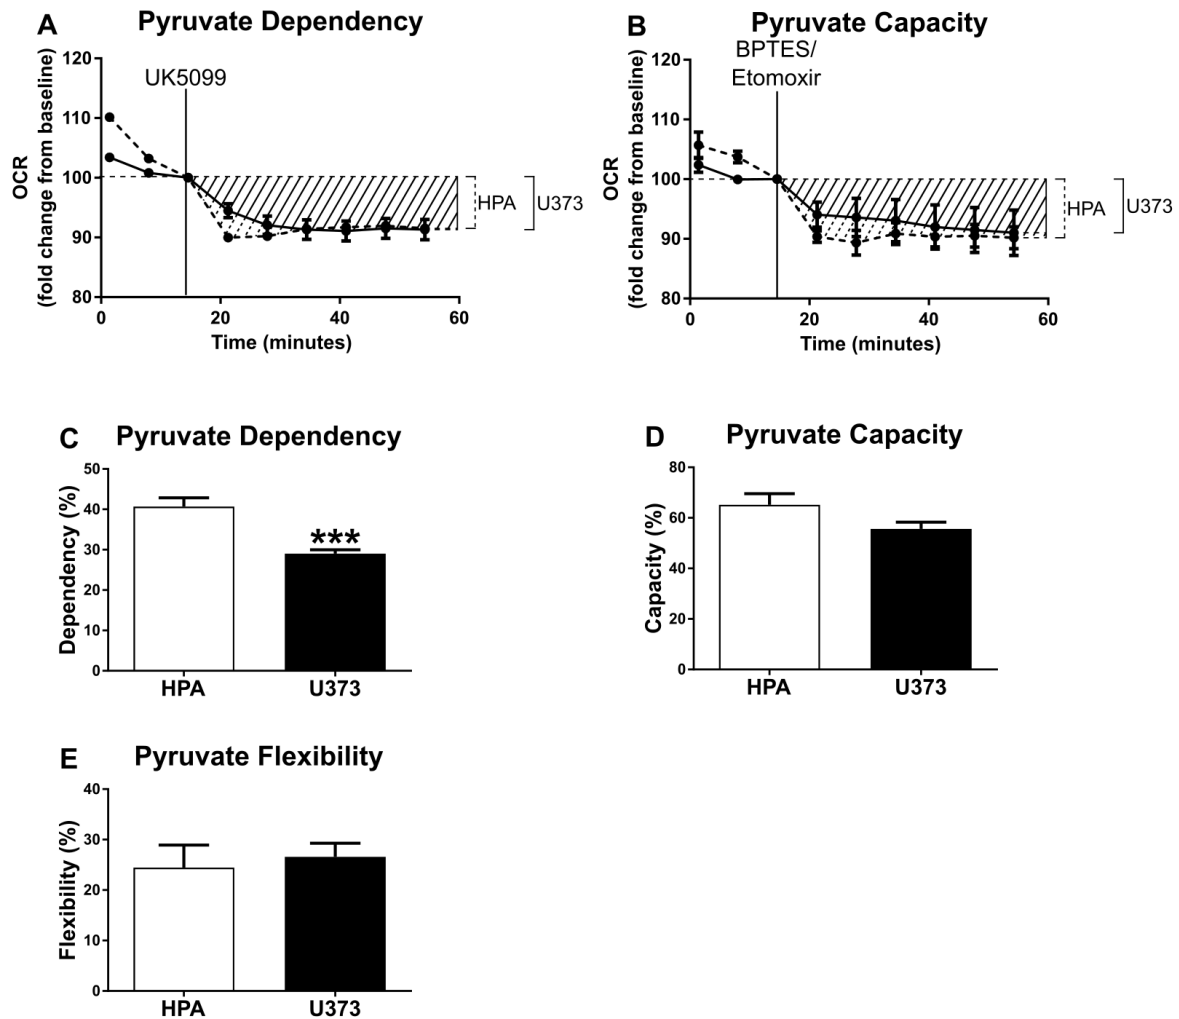 A Pyruvate Dependency
120
110
100
90
80
OCR
(fold change from baseline)
UK5099
HPA
U373
0 20 40 60
Time (minutes)
B Pyruvate Capacity
BPTES/
Etomoxir
120
110
100
90
80
OCR
(fold change from baseline)
HPA
U373
0 20 40 60
Time (minutes)
C Pyruvate Dependency
50
40
30
20
10
0
Dependency (%)
***
HPA U373
D Pyruvate Capacity
80
60
40
20
0
Capacity (%)
HPA U373
E Pyruvate Flexibility
40
30
20
10
0
Flexibility (%)
HPA U373